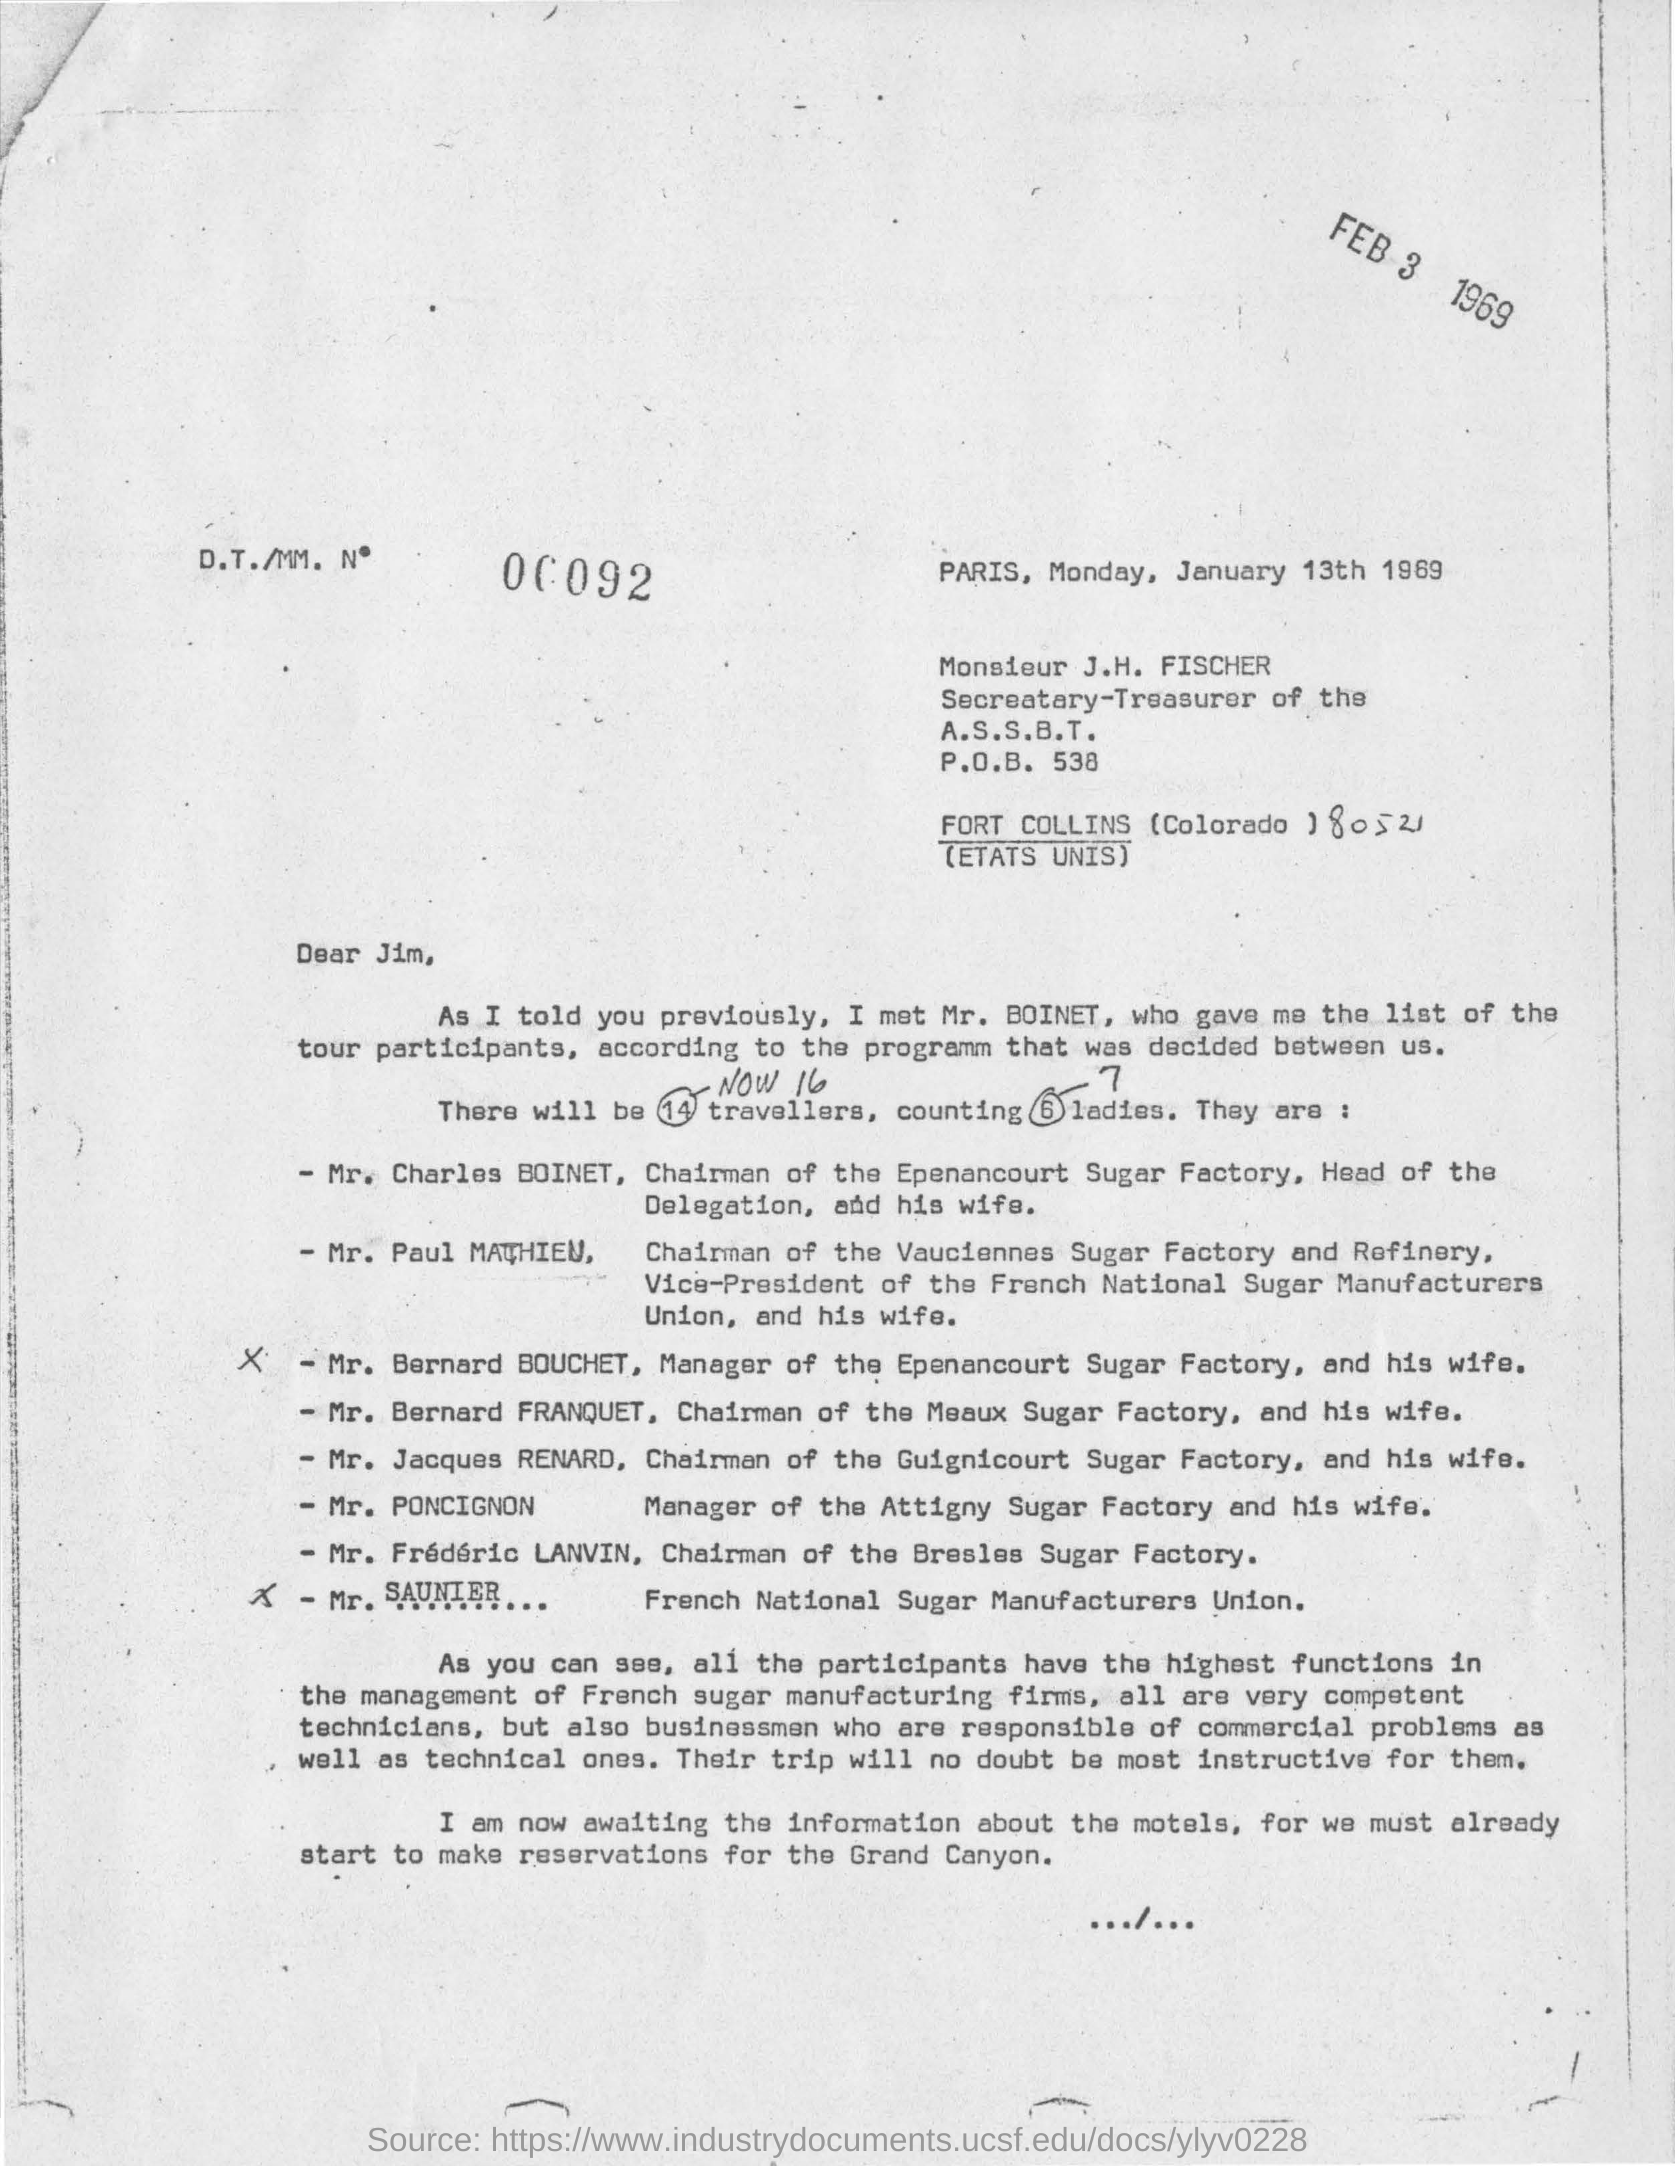 FEB 3 1969
D.T./MM. N° 00092
PARIS, Monday, January 13th 1969
Monsieur J.H. FISCHER
Secreatary-Treasurer of the
A.S.S.B.T.
P.O.B. 538
FORT COLLINS (Colorado ) 80521
(ETATS UNIS)
Dear Jim,
As I told you previously, I met Mr. BOINET, who gave me the list of the
tour participants, according to the programm that was decided between us.
NOW 16 7
There will be 14 travellers, counting 6 ladies. They are :
- Mr. Charles BOINET, Chairman of the Epenancourt Sugar Factory, Head of the
Delegation, and his wife.
- Mr. Paul MATHIEU, Chairman of the Vauciennes Sugar Factory and Refinery,
Vice-President of the French National Sugar Manufacturers
Union, and his wife.
X - Mr. Bernard BOUCHET, Manager of the Epenancourt Sugar Factory, and his wife.
- Mr. Bernard FRANQUET, Chairman of the Meaux Sugar Factory, and his wife.
- Mr. Jacques RENARD, Chairman of the Guignicourt Sugar Factory, and his wife.
- Mr. PONCIGNON Manager of the Attigny Sugar Factory and his wife.
- Mr. Frédéric LANVIN, Chairman of the Bresles Sugar Factory.
X - Mr. SAUNIER... French National Sugar Manufacturers Union.
As you can see, all the participants have the highest functions in
the management of French sugar manufacturing firms, all are very competent
technicians, but also businessmen who are responsible of commercial problems as
well as technical ones. Their trip will no doubt be most instructive for them.
I am now awaiting the information about the motels, for we must already
start to make reservations for the Grand Canyon.
.../...
Source: https://www.industrydocuments.ucsf.edu/docs/ylyv0228